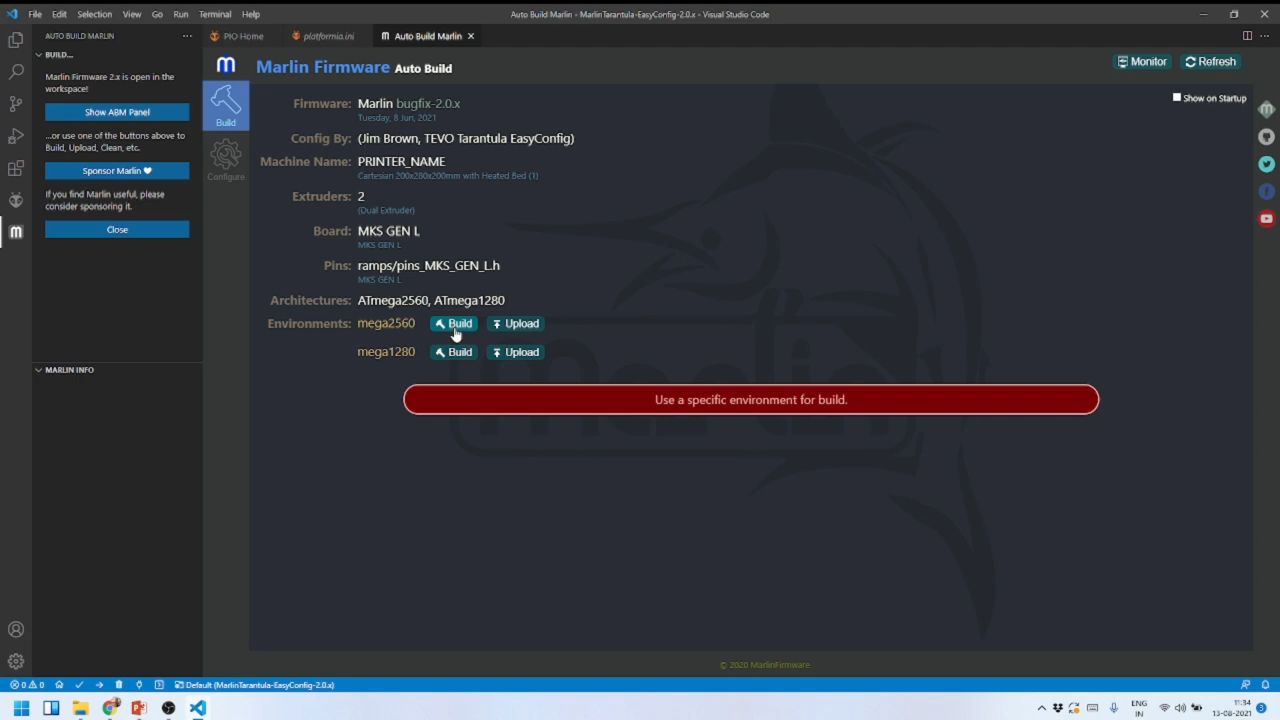 File Edit Selection View Go Run Terminal Help
Auto Build Marlin - MarlinTarantula-EasyConfig-2.0.x - Visual Studio Code
AUTO BUILD MARLIN ...
PIO Home
platformio.ini
Auto Build Marlin
BUILD...
Marlin Firmware 2.x is open in the
workspace!
Show ABM Panel
...or use one of the buttons above to
Build, Upload, Clean, etc.
Sponsor Marlin ♥
If you find Marlin useful, please
consider sponsoring it.
Close
MARLIN INFO
m
Build
Configure
Marlin Firmware Auto Build
Monitor
Refresh
Show on Startup
Firmware: Marlin bugfix-2.0.x
Tuesday, 8 Jun, 2021
Config By: (Jim Brown, TEVO Tarantula EasyConfig)
Machine Name: PRINTER_NAME
Cartesian 200x280x200mm with Heated Bed (1)
Extruders: 2
(Dual Extruder)
Board: MKS GEN L
MKS GEN L
Pins: ramps/pins_MKS_GEN_L.h
MKS GEN L
Architectures: ATmega2560, ATmega1280
Environments: mega2560 Build Upload
mega1280 Build Upload
Use a specific environment for build.
Marlin
© 2020 MarlinFirmware
0 0 Default (MarlinTarantula-EasyConfig-2.0.x)
ENG
IN
11:34
13-08-2021
3